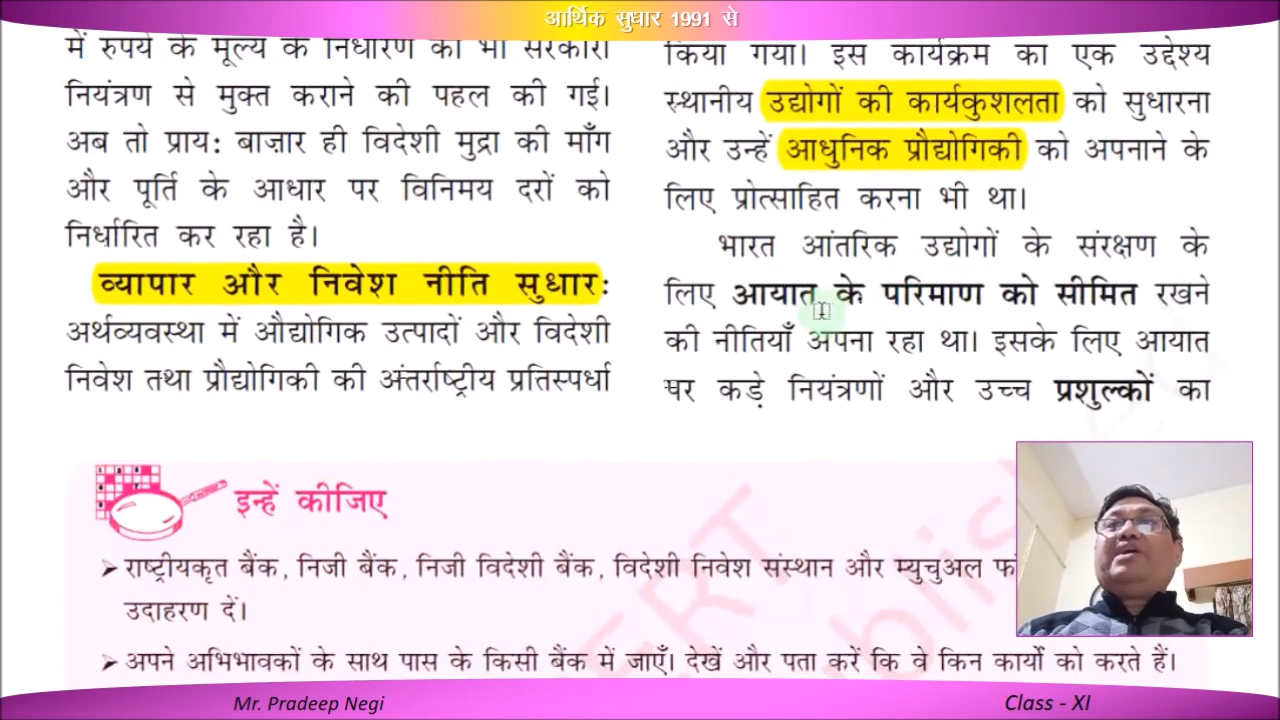 आर्थिक सुधार 1991 से
में रुपये के मूल्य के निर्धारण को भी सरकारी
नियंत्रण से मुक्त कराने की पहल की गई।
अब तो प्राय: बाज़ार ही विदेशी मुद्रा की माँग
और पूर्ति के आधार पर विनिमय दरों को
निर्धारित कर रहा है।
व्यापार और निवेश नीति सुधार:
अर्थव्यवस्था में औद्योगिक उत्पादों और विदेशी
निवेश तथा प्रौद्योगिकी की अंतर्राष्ट्रीय प्रतिस्पर्धा
किया गया। इस कार्यक्रम का एक उद्देश्य
स्थानीय उद्योगों की कार्यकुशलता को सुधारना
और उन्हें आधुनिक प्रौद्योगिकी को अपनाने के
लिए प्रोत्साहित करना भी था।
भारत आंतरिक उद्योगों के संरक्षण के
लिए आयात के परिमाण को सीमित रखने
की नीतियाँ अपना रहा था। इसके लिए आयात
पर कड़े नियंत्रणों और उच्च प्रशुल्कों का
इन्हें कीजिए
➤ राष्ट्रीयकृत बैंक, निजी बैंक, निजी विदेशी बैंक, विदेशी निवेश संस्थान और म्युचुअल
उदाहरण दें।
➤ अपने अभिभावकों के साथ पास के किसी बैंक में जाएँ। देखें और पता करें कि वे किन कार्यो को करते हैं।
Mr. Pradeep Negi
Class - XI